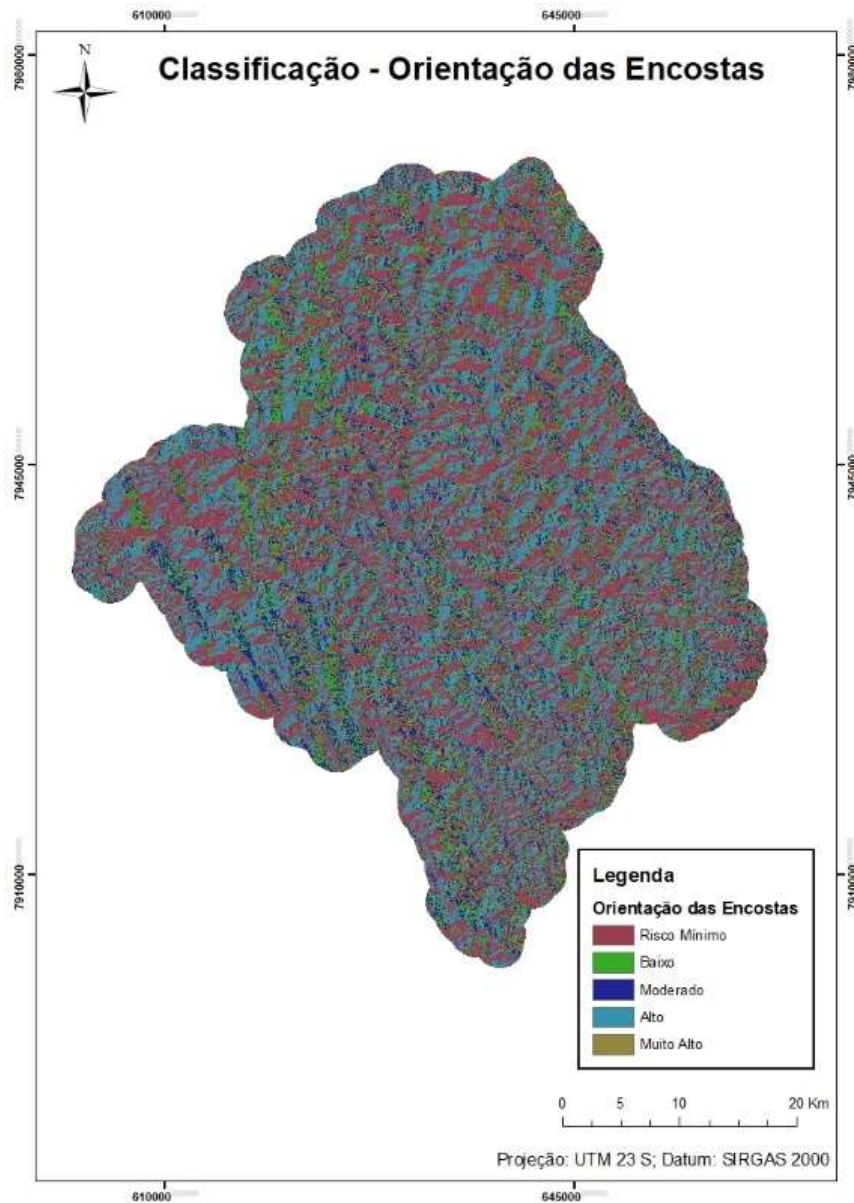 610000 645000
N
Classificação - Orientação das Encostas
7980000 7980000
7945000 7945000
7910000 7910000
Legenda
Orientação das Encostas
Risco Mínimo
Baixo
Moderado
Alto
Muito Alto
0 5 10 20 Km
Projeção: UTM 23 S; Datum: SIRGAS 2000
610000 645000